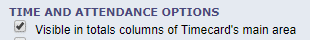 TIME AND ATTENDANCE OPTIONS
Visible in totals columns of Timecard's main area